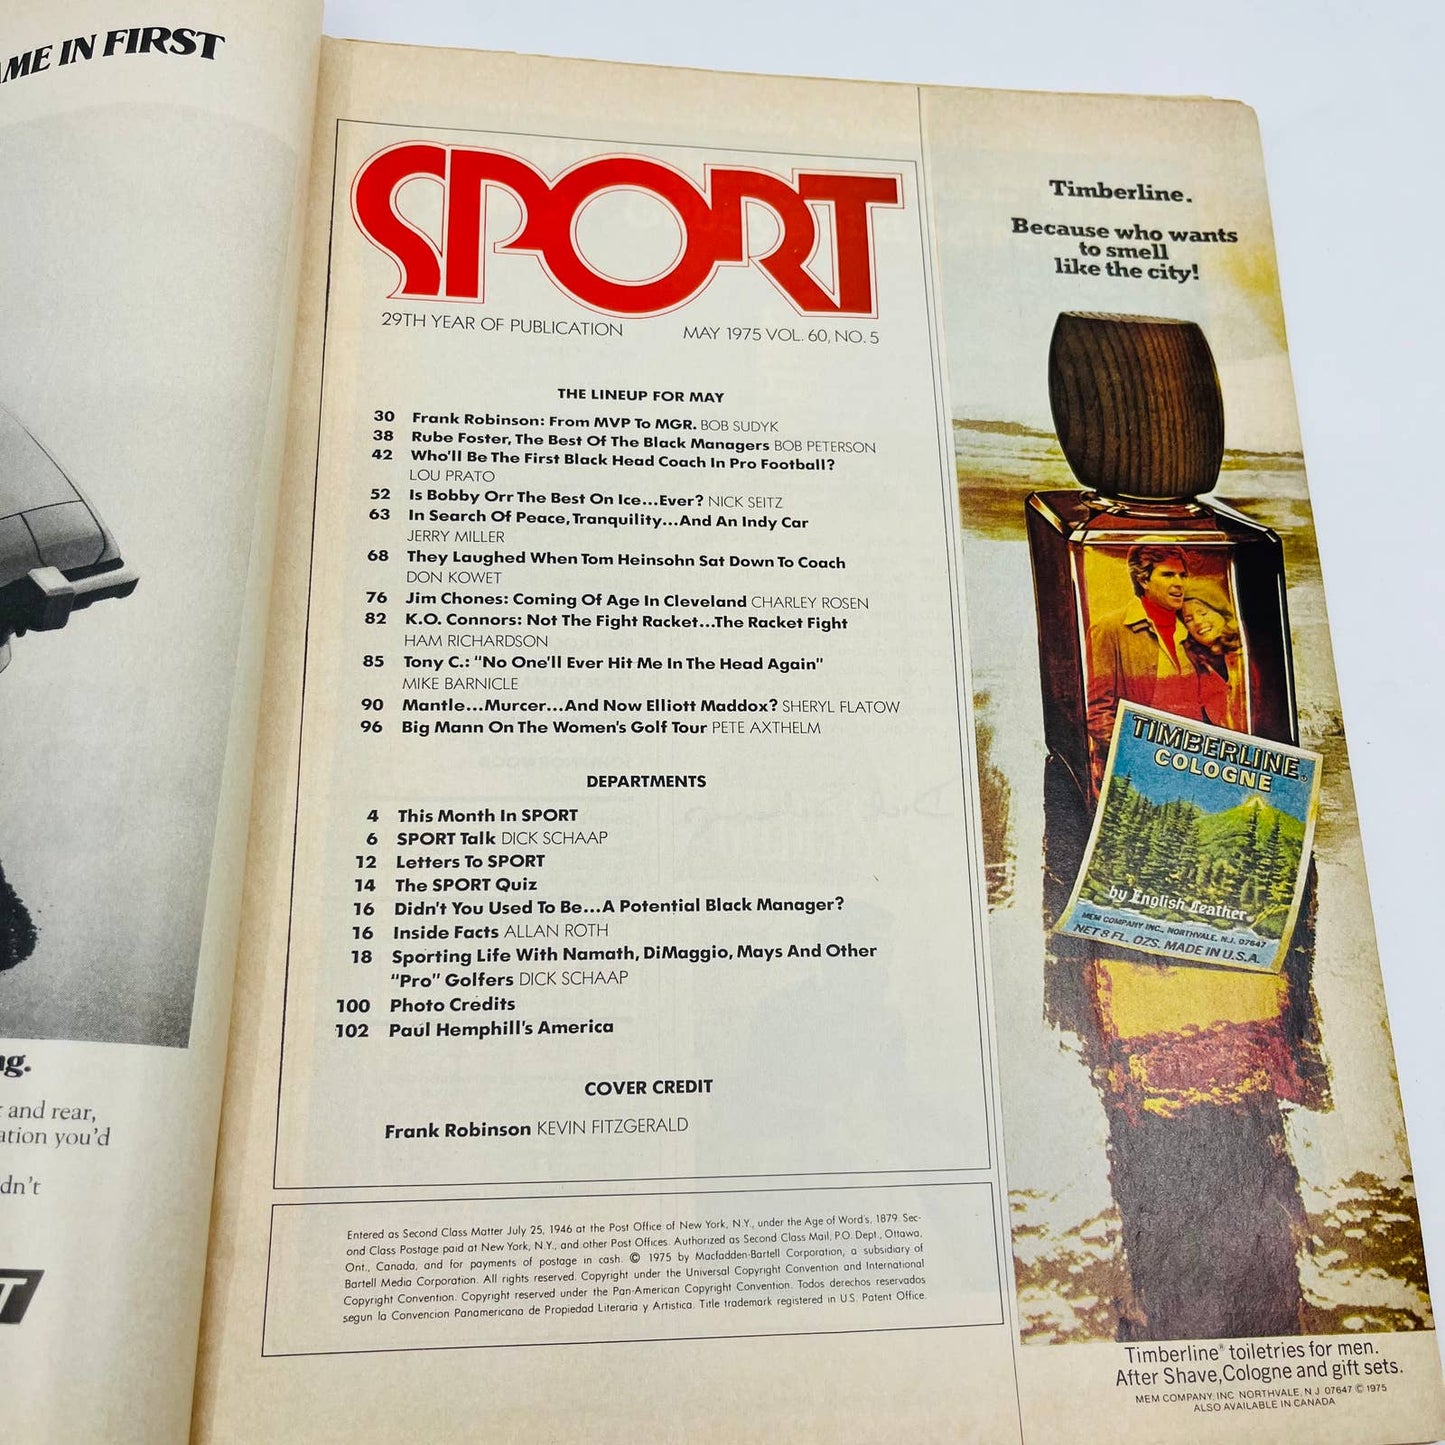 AME IN FIRST
ng.
and rear,
ation you'd
dn't
SPORT
29TH YEAR OF PUBLICATION
MAY 1975 VOL. 60, NO. 5
THE LINEUP FOR MAY
30 Frank Robinson: From MVP To MGR. BOB SUDYK
38 Rube Foster, The Best Of The Black Managers BOB PETERSON
42 Who'll Be The First Black Head Coach In Pro Football?
LOU PRATO
52 Is Bobby Orr The Best On Ice...Ever? NICK SEITZ
63 In Search Of Peace, Tranquility...And An Indy Car
JERRY MILLER
68 They Laughed When Tom Heinsohn Sat Down To Coach
DON KOWET
76 Jim Chones: Coming Of Age In Cleveland CHARLEY ROSEN
82 K.O. Connors: Not The Fight Racket...The Racket Fight
HAM RICHARDSON
85 Tony C.: "No One'll Ever Hit Me In The Head Again"
MIKE BARNICLE
90 Mantle...Murcer...And Now Elliott Maddox? SHERYL FLATOW
96 Big Mann On The Women's Golf Tour PETE AXTHELM
DEPARTMENTS
4 This Month In SPORT
6 SPORT Talk DICK SCHAAP
12 Letters To SPORT
14 The SPORT Quiz
16 Didn't You Used To Be...A Potential Black Manager?
16 Inside Facts ALLAN ROTH
18 Sporting Life With Namath, DiMaggio, Mays And Other
"Pro" Golfers DICK SCHAAP
100 Photo Credits
102 Paul Hemphill's America
COVER CREDIT
Frank Robinson KEVIN FITZGERALD
Entered as Second Class Matter July 25, 1946 at the Post Office of New York, N.Y., under the Age of Word's, 1879. Sec-
ond Class Postage paid at New York, N.Y., and other Post Offices. Authorized as Second Class Mail, P.O. Dept., Ottawa,
Ont., Canada, and for payments of postage in cash. © 1975 by Macfadden-Bartell Corporation, a subsidiary of
Bartell Media Corporation. All rights reserved. Copyright under the Universal Copyright Convention and International
Copyright Convention. Copyright reserved under the Pan-American Copyright Convention. Todos derechos reservados
segun la Convencion Panamericana de Propiedad Literaria y Artistica. Title trademark registered in U.S. Patent Office.
Timberline.
Because who wants
to smell
like the city!
TIMBERLINE®
COLOGNE
by English Leather®
MEM COMPANY INC., NORTHVALE, N.J. 07647
NET 8 FL. OZS. MADE IN U.S.A.
Timberline® toiletries for men.
After Shave, Cologne and gift sets.
MEM COMPANY, INC NORTHVALE, N J 07647 © 1975
ALSO AVAILABLE IN CANADA